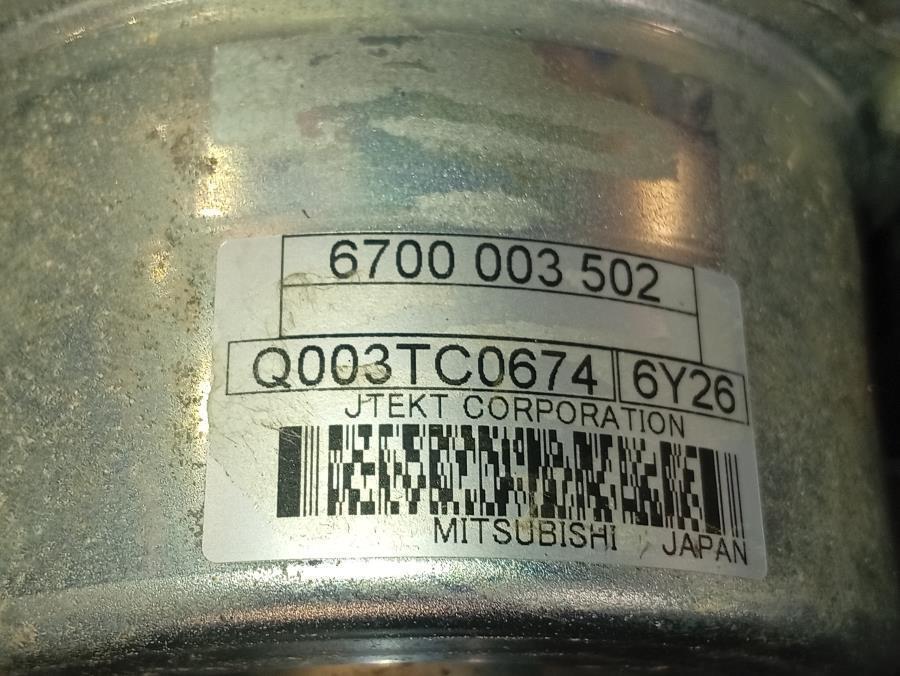 6700 003 502
Q003TC0674 6Y26
JTEKT CORPORATION
MITSUBISHI JAPAN